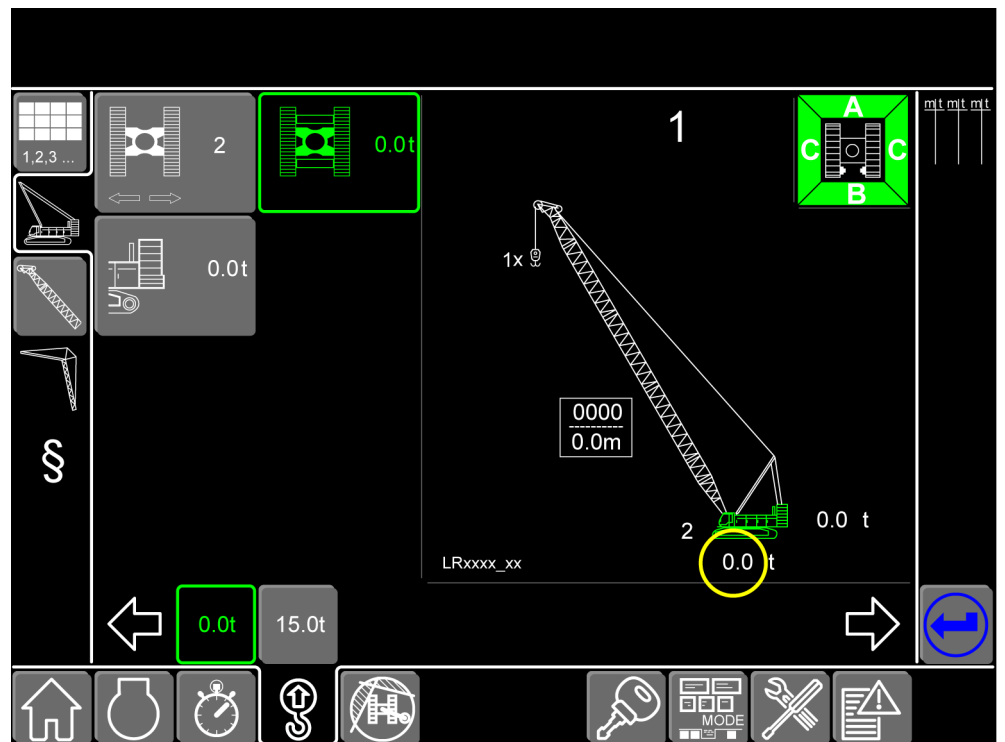 1,2,3 ...
2
0.0t
0.0t
1
A
C
C
B
m t m t m t
1x
0000
0.0m
2
0.0 t
0.0 t
LRxxxx_xx
§
0.0t
15.0t
MODE